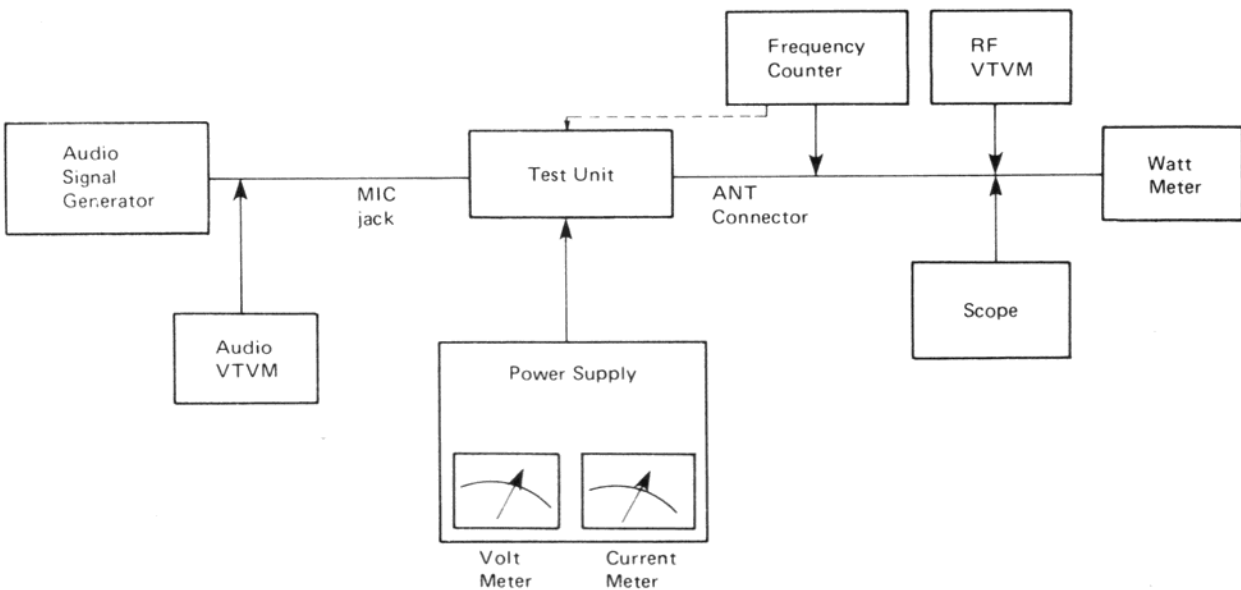 Frequency
Counter
RF
VTVM
Audio
Signal
Generator
Test Unit
Watt
Meter
MIC
jack
ANT
Connector
Scope
Audio
VTVM
Power Supply
Volt
Meter
Current
Meter